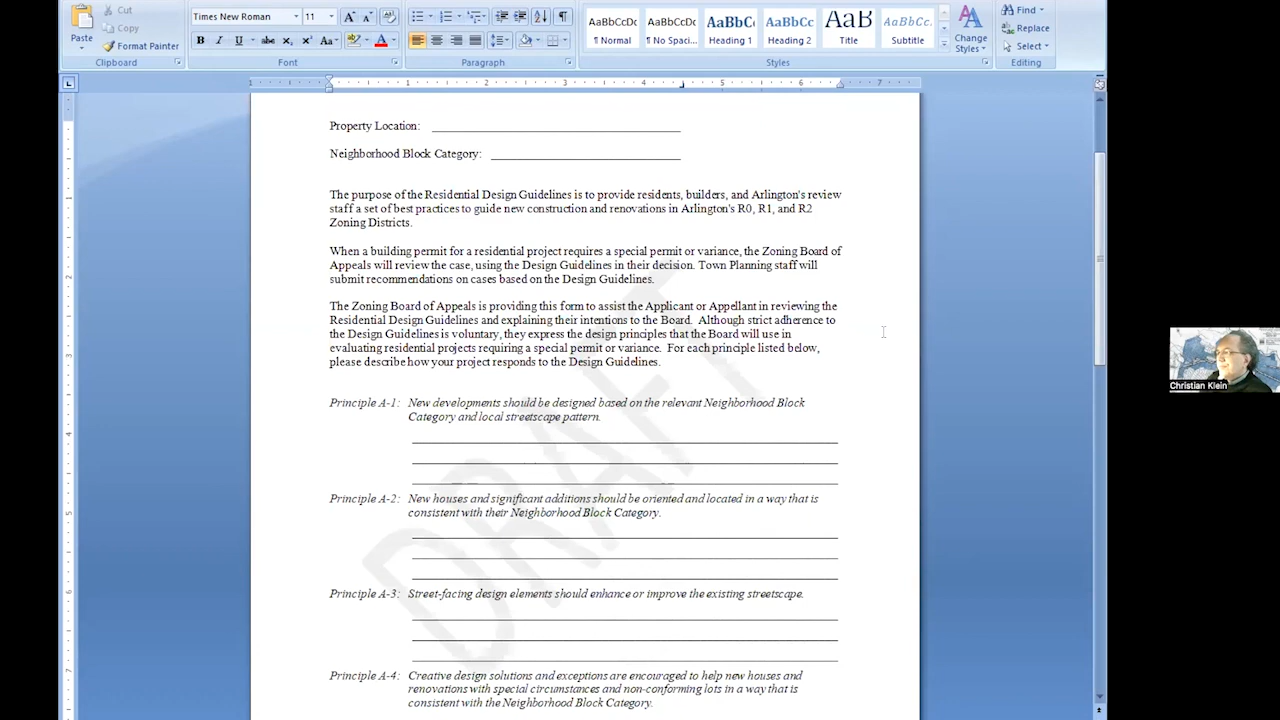 Cut
Copy
Paste
Format Painter
Clipboard
Times New Roman
11
Font
Paragraph
AaBbCcDc
¶ Normal
AaBbCcDc
¶ No Spaci...
AaBbCc
Heading 1
AaBbCc
Heading 2
AaB
Title
AaBbCc.
Subtitle
Change
Styles
Styles
Find
Replace
Select
Editing
Property Location:
Neighborhood Block Category:
The purpose of the Residential Design Guidelines is to provide residents, builders, and Arlington's review
staff a set of best practices to guide new construction and renovations in Arlington's R0, R1, and R2
Zoning Districts.
When a building permit for a residential project requires a special permit or variance, the Zoning Board of
Appeals will review the case, using the Design Guidelines in their decision. Town Planning staff will
submit recommendations on cases based on the Design Guidelines.
The Zoning Board of Appeals is providing this form to assist the Applicant or Appellant in reviewing the
Residential Design Guidelines and explaining their intentions to the Board. Although strict adherence to
the Design Guidelines is voluntary, they express the design principles that the Board will use in
evaluating residential projects requiring a special permit or variance. For each principle listed below,
please describe how your project responds to the Design Guidelines.
Principle A-1: New developments should be designed based on the relevant Neighborhood Block
Category and local streetscape pattern.
Principle A-2: New houses and significant additions should be oriented and located in a way that is
consistent with their Neighborhood Block Category.
Principle A-3: Street-facing design elements should enhance or improve the existing streetscape.
Principle A-4: Creative design solutions and exceptions are encouraged to help new houses and
renovations with special circumstances and non-conforming lots in a way that is
consistent with the Neighborhood Block Category.
DRAFT
Christian Klein